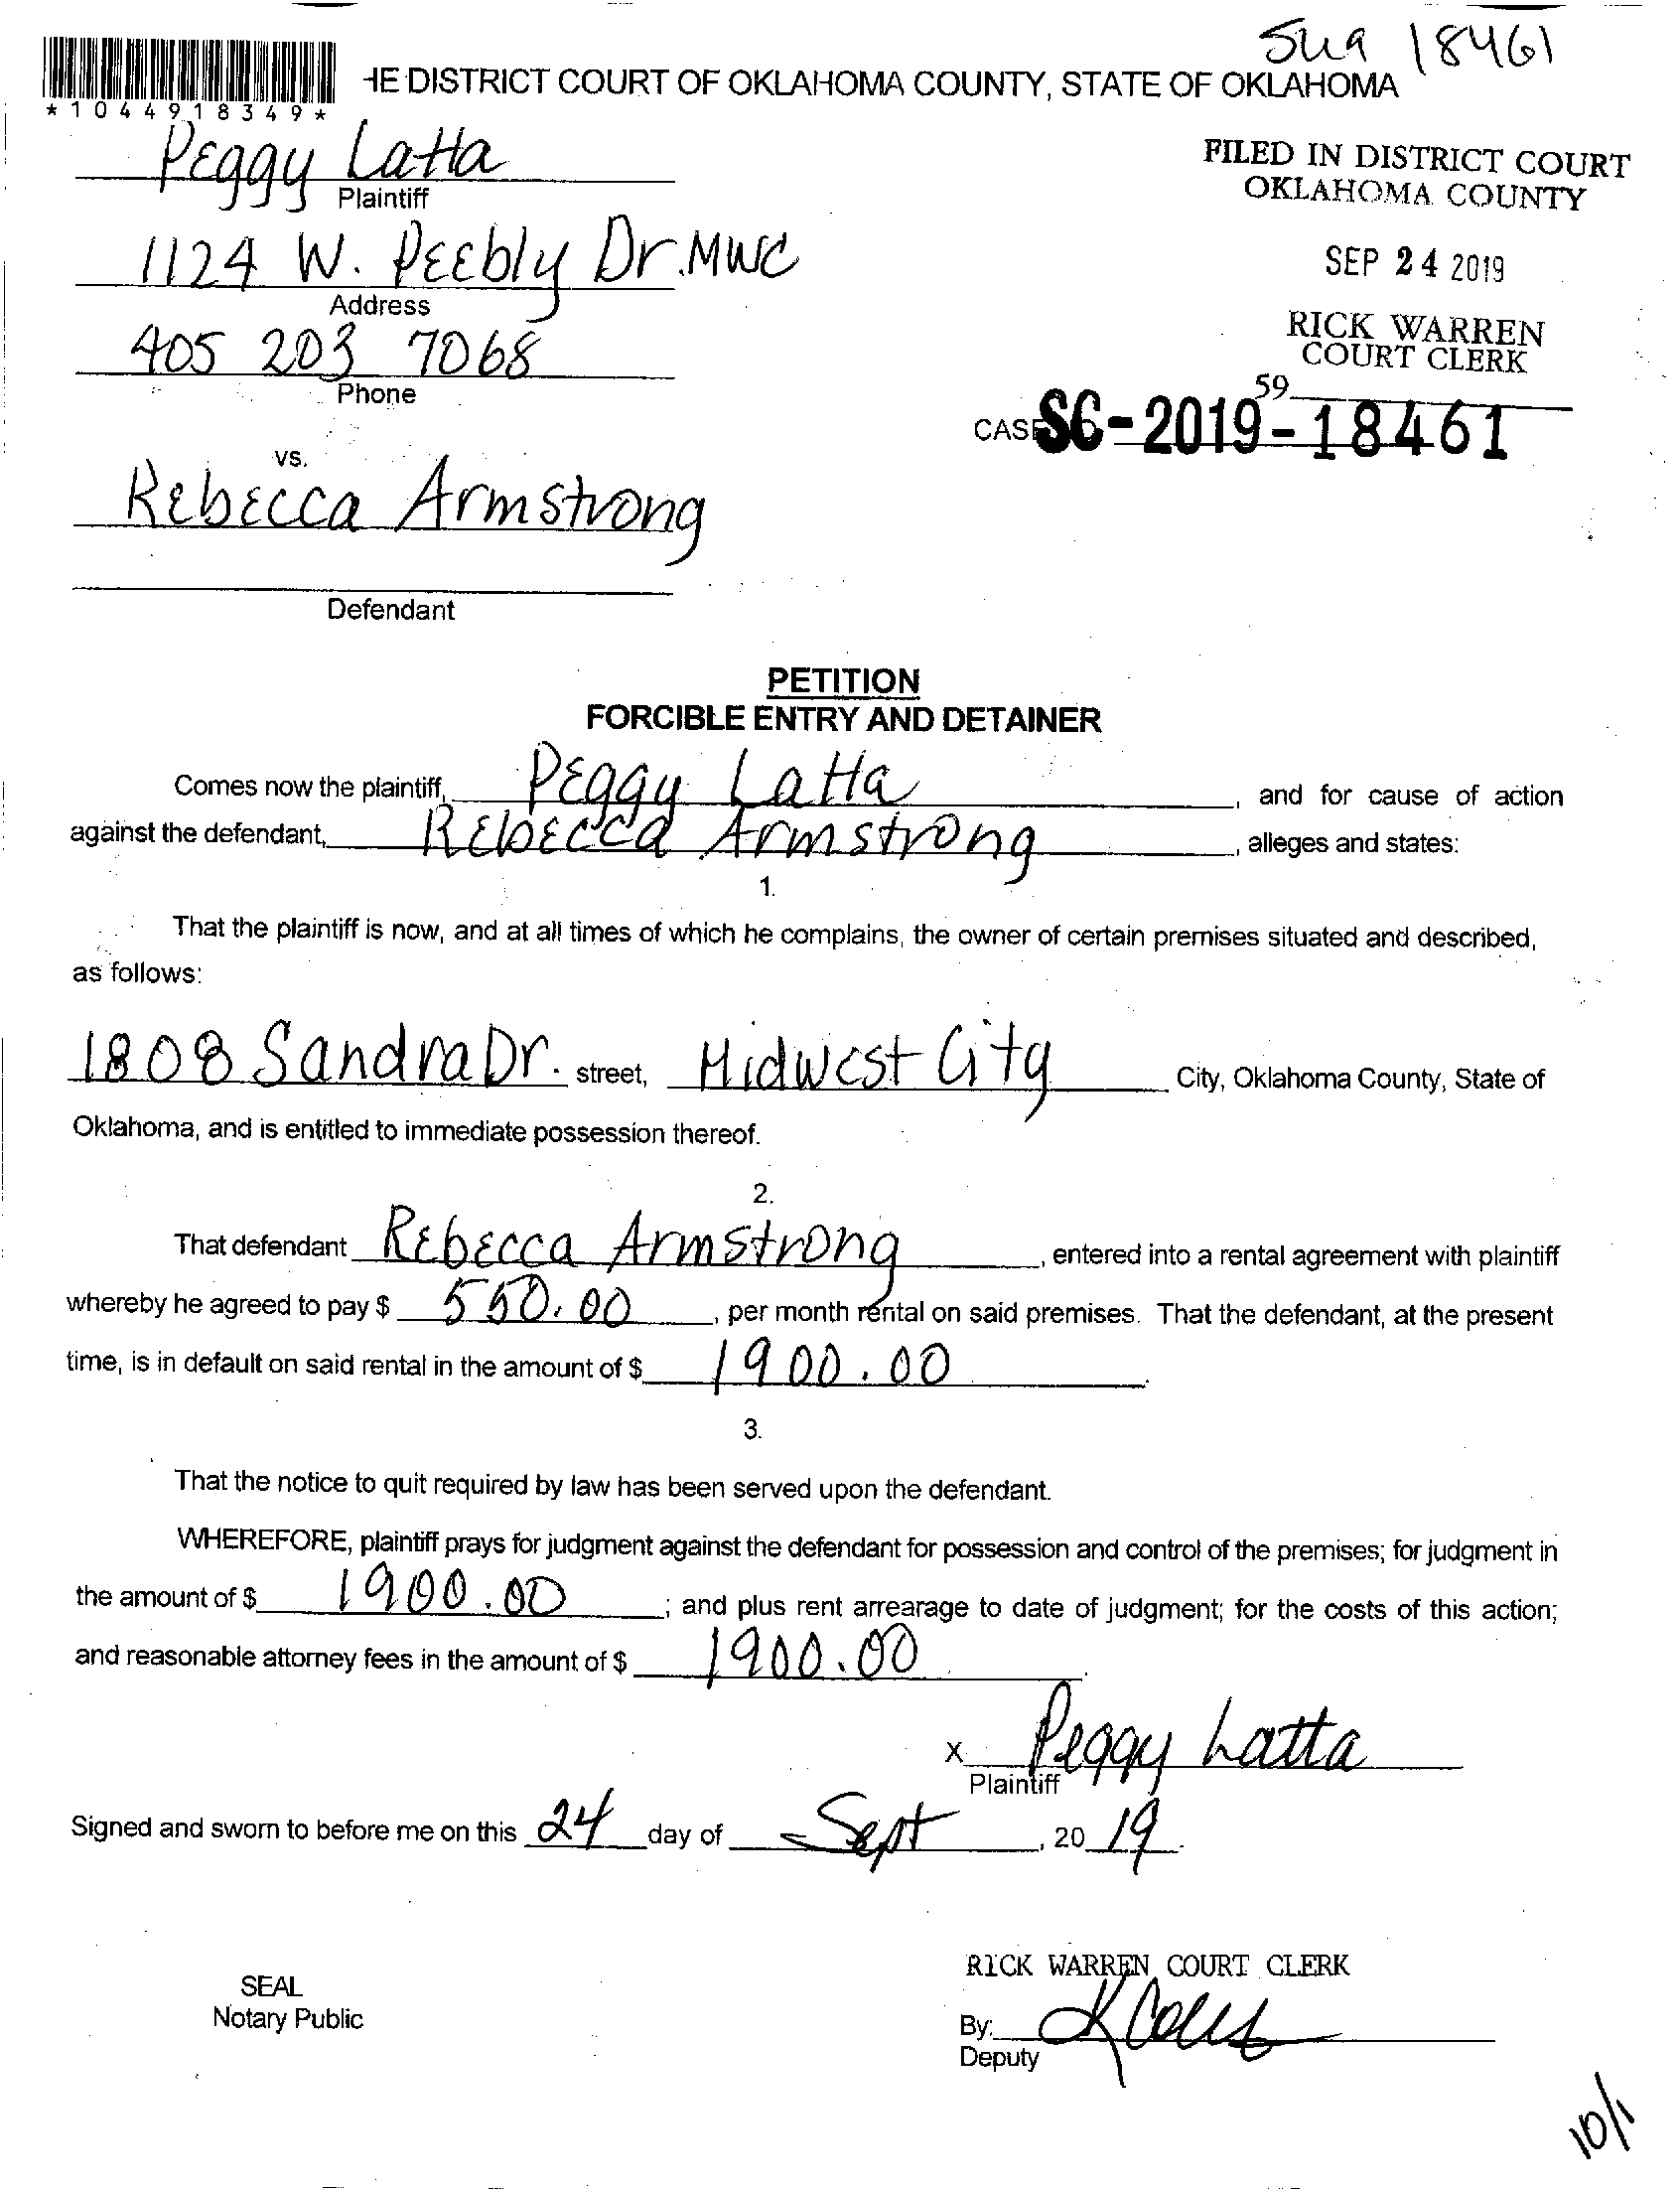 Sug 18461
HE DISTRICT COURT OF OKLAHOMA COUNTY, STATE OF OKLAHOMA
*1044918349*
Peggy Latta
Plaintiff
FILED IN DISTRICT COURT
OKLAHOMA COUNTY
1124 W. Peebly Dr. MWC
Address
SEP 24 2019
405 203 7068
Phone
RICK WARREN
COURT CLERK
59
CASE SC-2019-18461
vs.
Rebecca Armstrong
Defendant
PETITION
FORCIBLE ENTRY AND DETAINER
Comes now the plaintiff, Peggy Latta, and for cause of action
against the defendant, Rebecca Armstrong, alleges and states:
1.
That the plaintiff is now, and at all times of which he complains, the owner of certain premises situated and described,
as follows:
1808 Sandra Dr. street, Midwest City City, Oklahoma County, State of
Oklahoma, and is entitled to immediate possession thereof.
2.
That defendant Rebecca Armstrong, entered into a rental agreement with plaintiff
whereby he agreed to pay $ 550.00, per month rental on said premises. That the defendant, at the present
time, is in default on said rental in the amount of $ 1900.00.
3.
That the notice to quit required by law has been served upon the defendant.
WHEREFORE, plaintiff prays for judgment against the defendant for possession and control of the premises; for judgment in
the amount of $ 1900.00; and plus rent arrearage to date of judgment; for the costs of this action;
and reasonable attorney fees in the amount of $ 1900.00.
x Peggy Latta
Plaintiff
Signed and sworn to before me on this 24 day of Sept, 20 19.
RICK WARREN COURT CLERK
SEAL
Notary Public
By:
Deputy
10/1